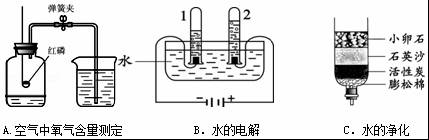 弹簧夹
红磷
水
1
2
－
+
小卵石
石英沙
活性炭
膨松棉
A.空气中氧气含量测定
B．水的电解
C．水的净化